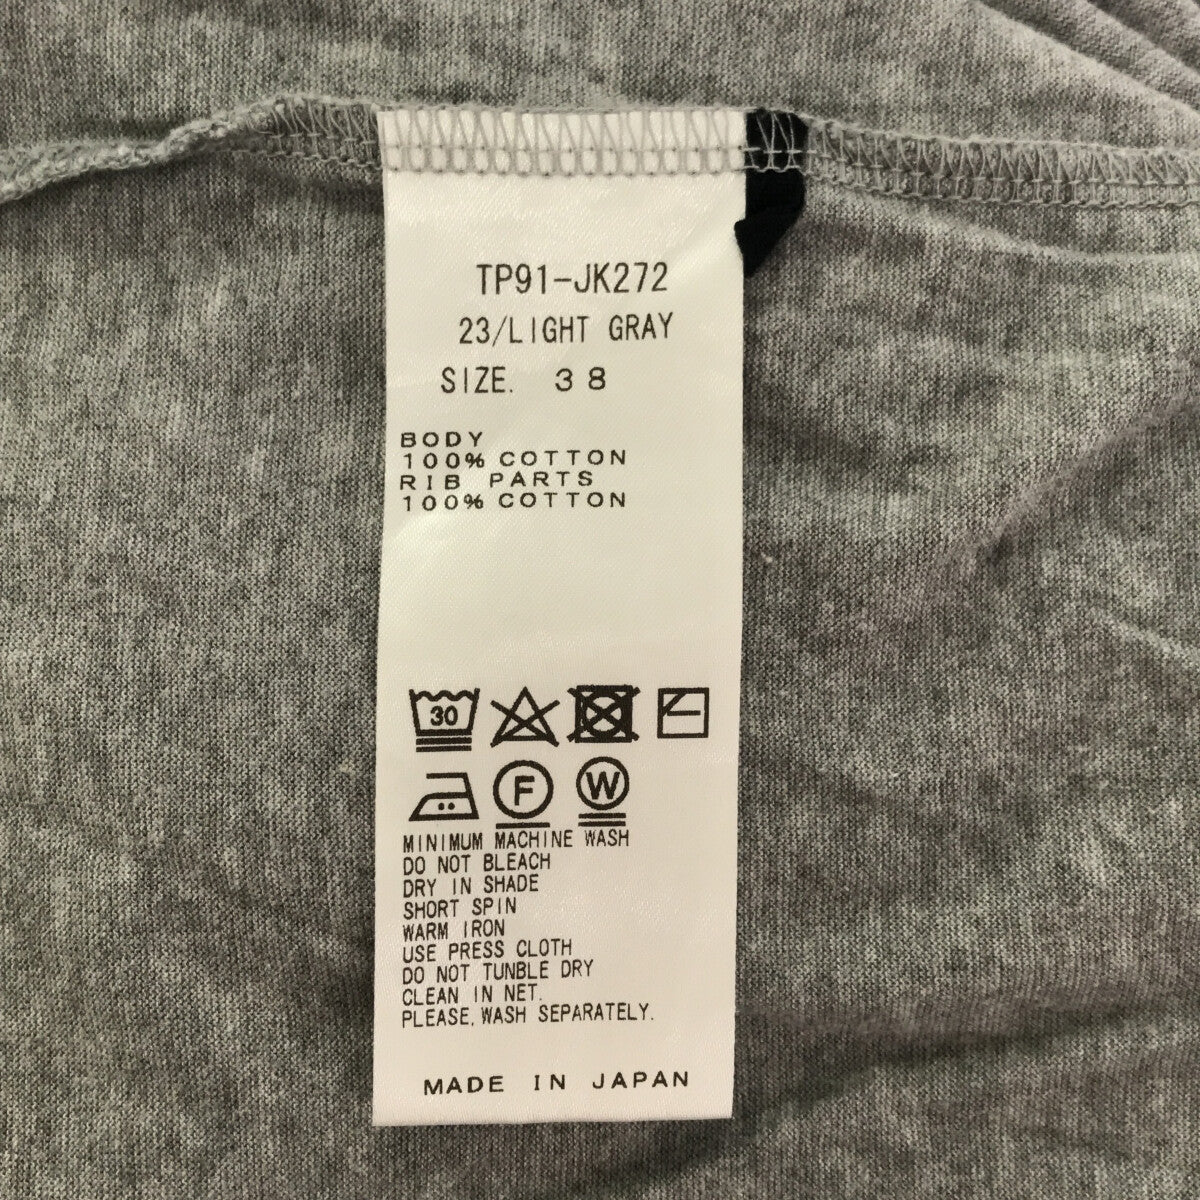 TP91-JK272
23/LIGHT GRAY
SIZE. 38
BODY
100% COTTON
RIB PARTS
100% COTTON
30
F W
MINIMUM MACHINE WASH
DO NOT BLEACH
DRY IN SHADE
SHORT SPIN
WARM IRON
USE PRESS CLOTH
DO NOT TUNBLE DRY
CLEAN IN NET.
PLEASE, WASH SEPARATELY.
MADE IN JAPAN